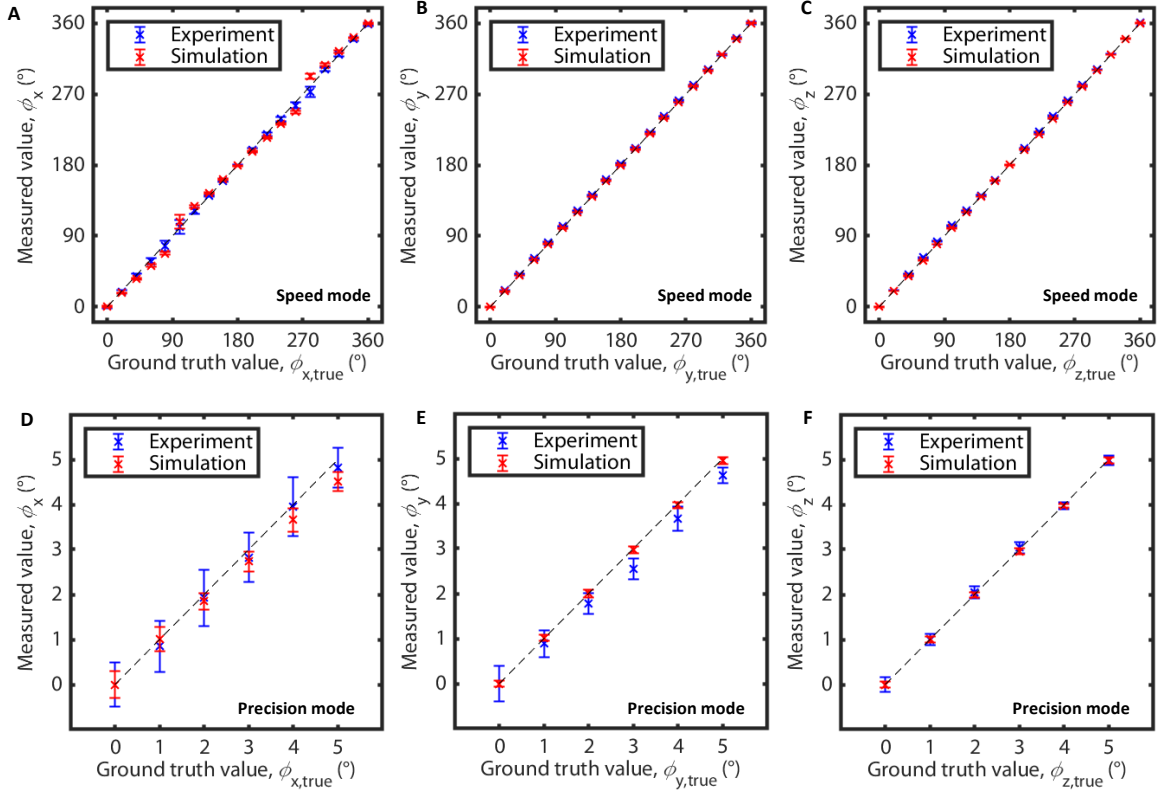 A
360
270
180
90
0
Measured value, ϕx (°)
Experiment
Simulation
Speed mode
0 90 180 270 360
Ground truth value, ϕx,true (°)
B
360
270
180
90
0
Measured value, ϕy (°)
Experiment
Simulation
Speed mode
0 90 180 270 360
Ground truth value, ϕy,true (°)
C
360
270
180
90
0
Measured value, ϕz (°)
Experiment
Simulation
Speed mode
0 90 180 270 360
Ground truth value, ϕz,true (°)
D
5
4
3
2
1
0
Measured value, ϕx (°)
Experiment
Simulation
Precision mode
0 1 2 3 4 5
Ground truth value, ϕx,true (°)
E
5
4
3
2
1
0
Measured value, ϕy (°)
Experiment
Simulation
Precision mode
0 1 2 3 4 5
Ground truth value, ϕy,true (°)
F
5
4
3
2
1
0
Measured value, ϕz (°)
Experiment
Simulation
Precision mode
0 1 2 3 4 5
Ground truth value, ϕz,true (°)